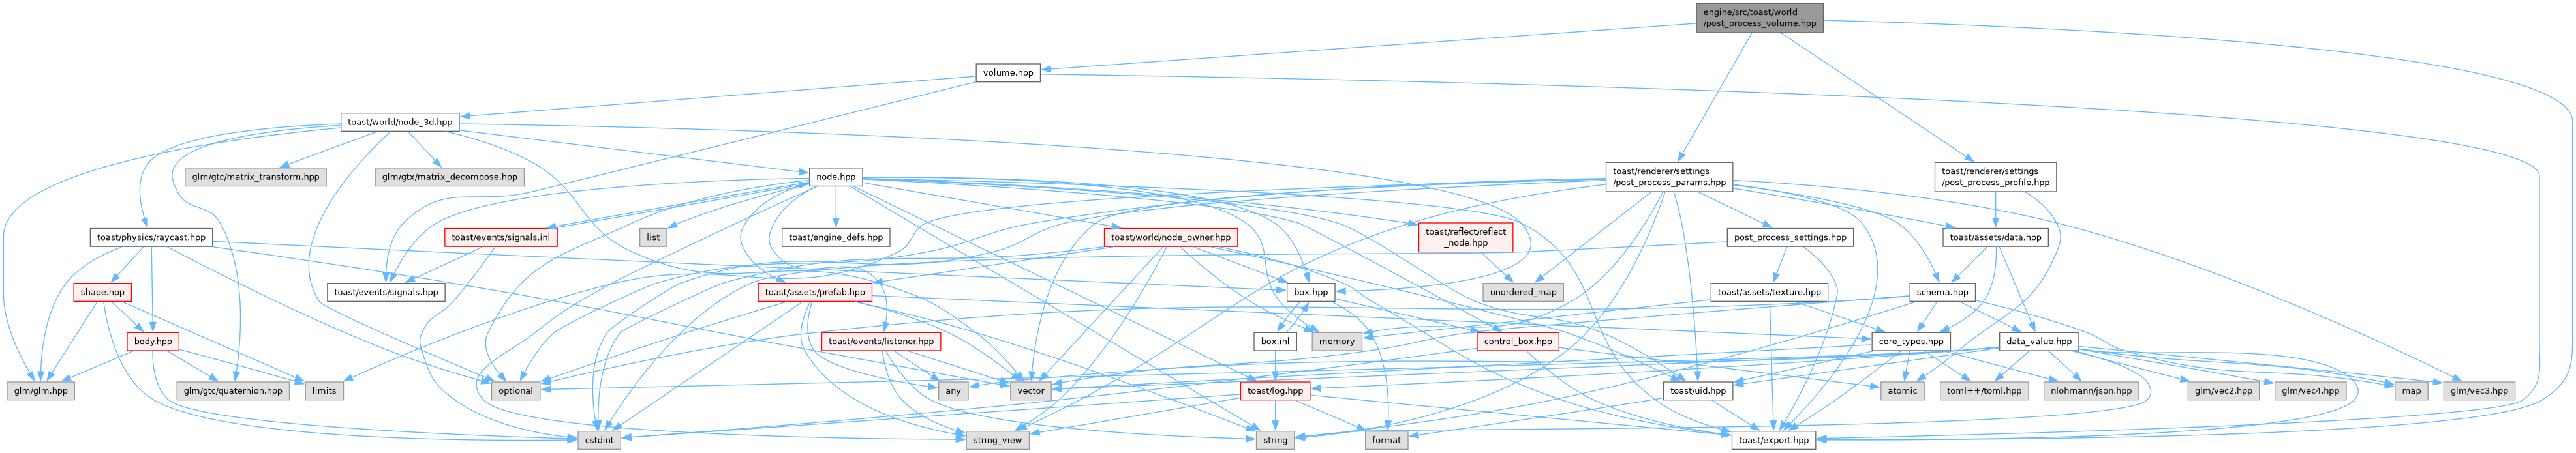 engine/src/toast/world
/post_process_volume.hpp
volume.hpp
toast/world/node_3d.hpp
glm/gtc/matrix_transform.hpp
glm/gtx/matrix_decompose.hpp
node.hpp
toast/renderer/settings
/post_process_params.hpp
toast/renderer/settings
/post_process_profile.hpp
toast/physics/raycast.hpp
toast/events/signals.inl
list
toast/engine_defs.hpp
toast/world/node_owner.hpp
toast/reflect/reflect
_node.hpp
post_process_settings.hpp
toast/assets/data.hpp
shape.hpp
toast/events/signals.hpp
toast/assets/prefab.hpp
box.hpp
unordered_map
toast/assets/texture.hpp
schema.hpp
body.hpp
toast/events/listener.hpp
box.inl
memory
control_box.hpp
core_types.hpp
data_value.hpp
glm/glm.hpp
glm/gtc/quaternion.hpp
limits
optional
any
vector
toast/log.hpp
toast/uid.hpp
atomic
toml++/toml.hpp
nlohmann/json.hpp
glm/vec2.hpp
glm/vec4.hpp
map
glm/vec3.hpp
cstdint
string_view
string
format
toast/export.hpp